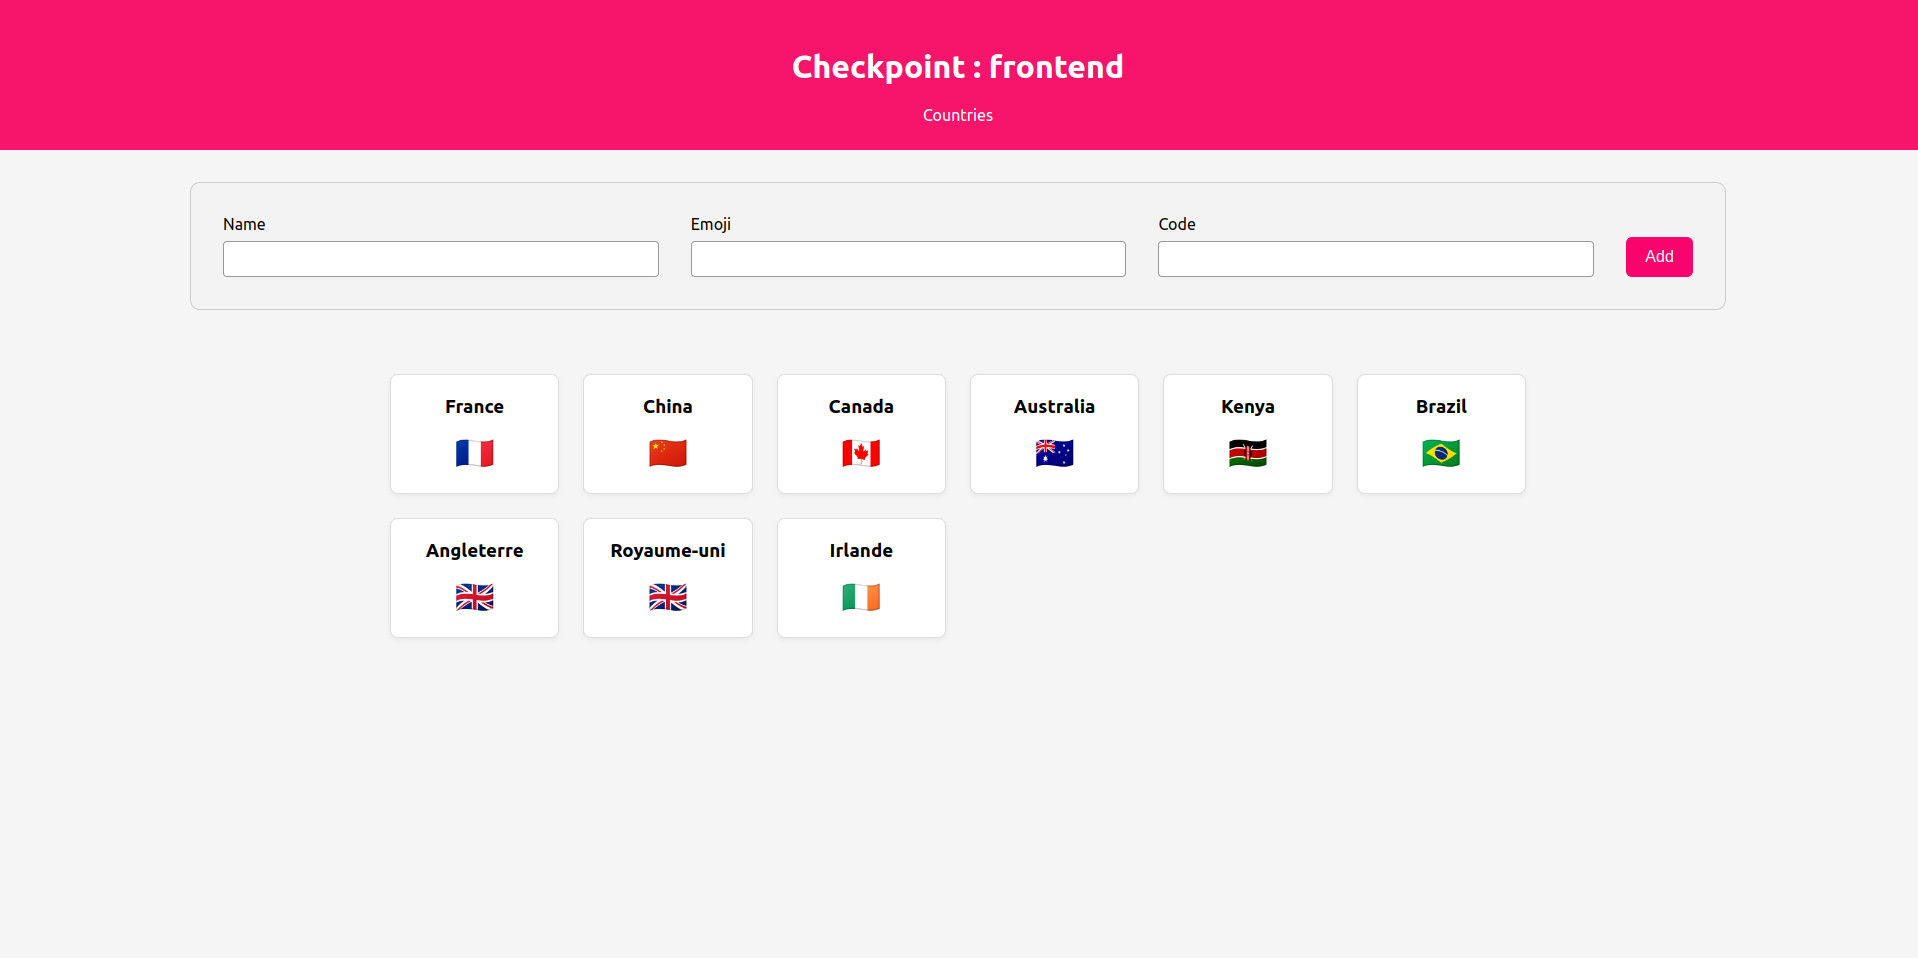 Checkpoint : frontend
Countries
Name Emoji Code
Add
France China Canada Australia Kenya Brazil
Angleterre Royaume-uni Irlande